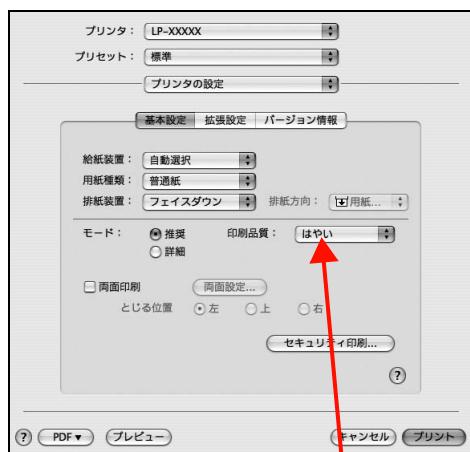 プリンタ： LP-XXXXX
プリセット： 標準
プリンタの設定
基本設定 拡張設定 バージョン情報
給紙装置： 自動選択
用紙種類： 普通紙
排紙装置： フェイスダウン 排紙方向： 用紙...
モード： 推奨 印刷品質： はやい
詳細
両面印刷 両面設定...
とじる位置 左 上 右
セキュリティ印刷...
?
? PDF▼ プレビュー キャンセル プリント